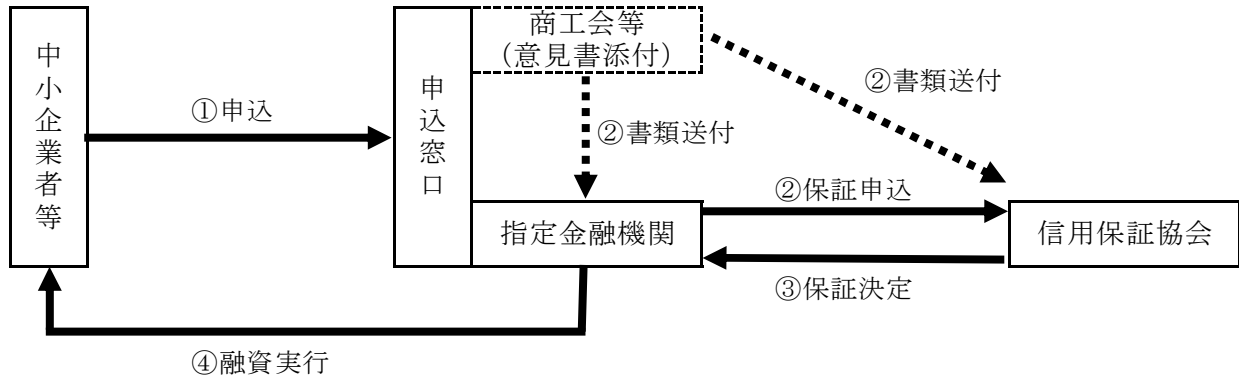 中小企業者等
①申込
申込窓口
商工会等
（意見書添付）
②書類送付
②書類送付
指定金融機関
②保証申込
③保証決定
信用保証協会
④融資実行